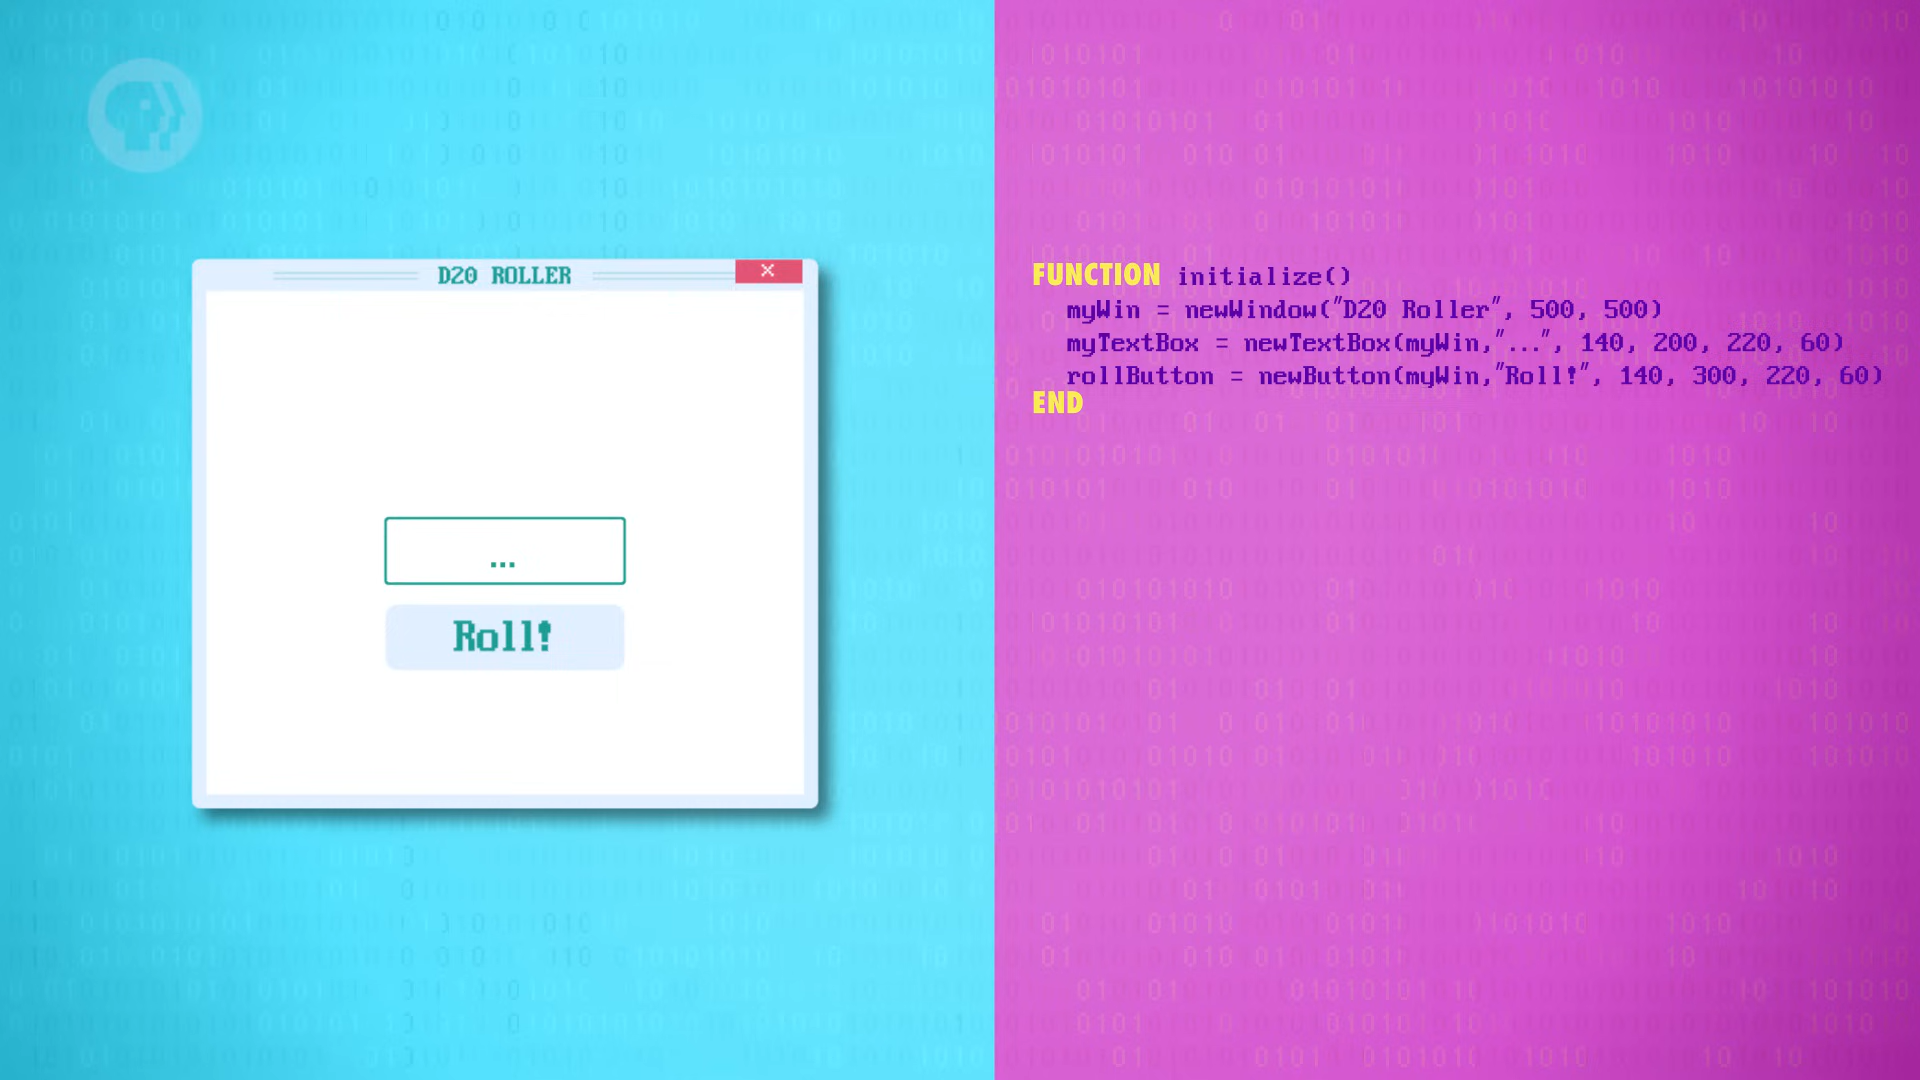 D20 ROLLER
...
Roll!
FUNCTION initialize()
myWin = newWindow("D20 Roller", 500, 500)
myTextBox = newTextBox(myWin,"...", 140, 200, 220, 60)
rollButton = newButton(myWin,"Roll!", 140, 300, 220, 60)
END